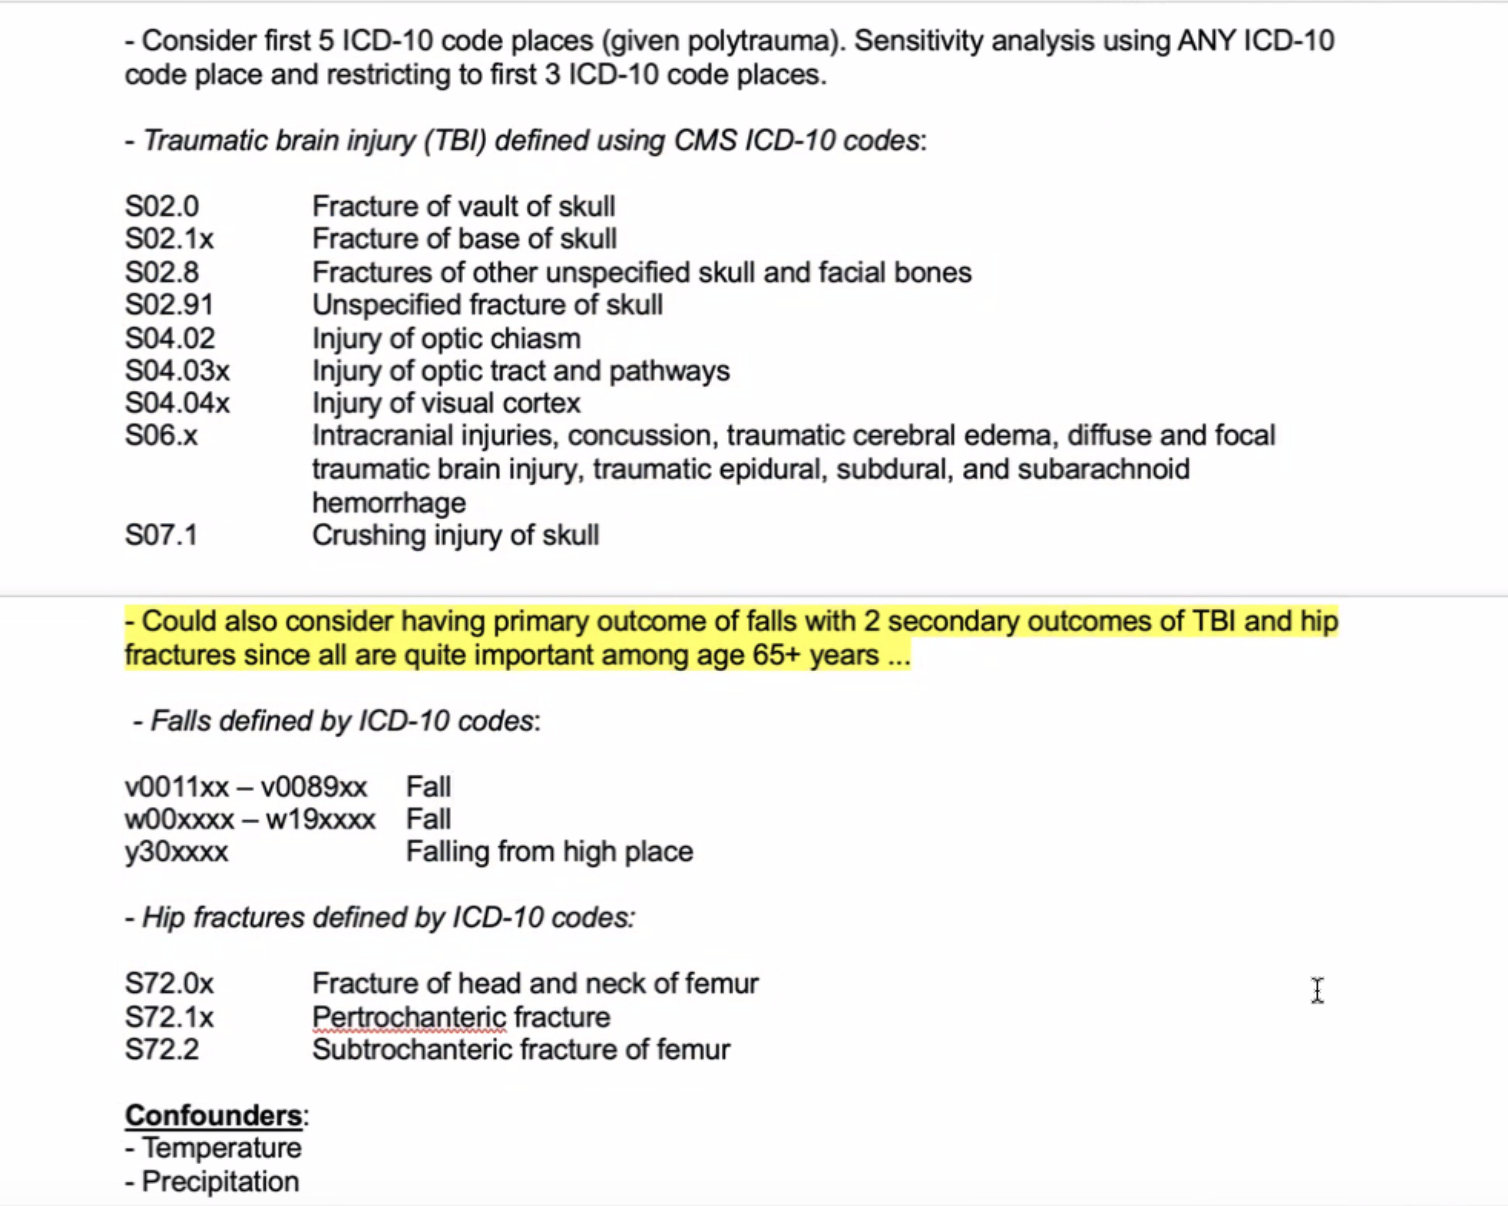 - Consider first 5 ICD-10 code places (given polytrauma). Sensitivity analysis using ANY ICD-10
code place and restricting to first 3 ICD-10 code places.
- Traumatic brain injury (TBI) defined using CMS ICD-10 codes:
S02.0 Fracture of vault of skull
S02.1x Fracture of base of skull
S02.8 Fractures of other unspecified skull and facial bones
S02.91 Unspecified fracture of skull
S04.02 Injury of optic chiasm
S04.03x Injury of optic tract and pathways
S04.04x Injury of visual cortex
S06.x Intracranial injuries, concussion, traumatic cerebral edema, diffuse and focal
traumatic brain injury, traumatic epidural, subdural, and subarachnoid
hemorrhage
S07.1 Crushing injury of skull
- Could also consider having primary outcome of falls with 2 secondary outcomes of TBI and hip
fractures since all are quite important among age 65+ years ...
- Falls defined by ICD-10 codes:
v0011xx – v0089xx Fall
w00xxxx – w19xxxx Fall
y30xxxx Falling from high place
- Hip fractures defined by ICD-10 codes:
S72.0x Fracture of head and neck of femur
S72.1x Pertrochanteric fracture
S72.2 Subtrochanteric fracture of femur
Confounders:
- Temperature
- Precipitation